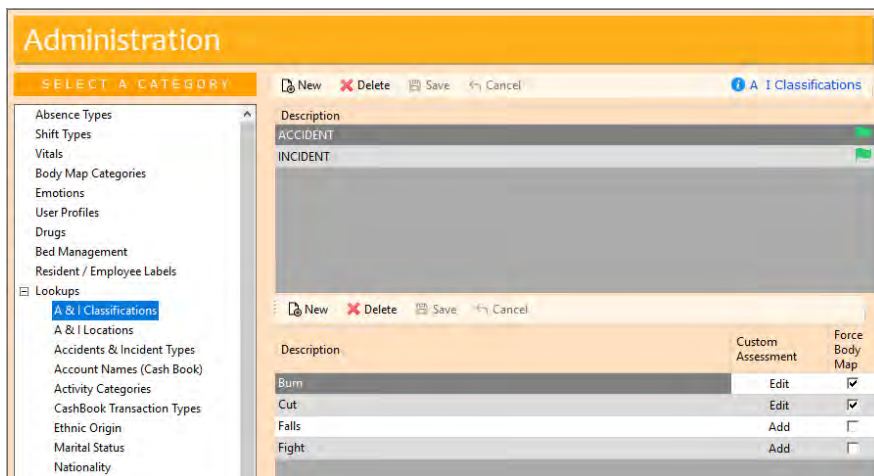 Administration
SELECT A CATEGORY
Absence Types
Shift Types
Vitals
Body Map Categories
Emotions
User Profiles
Drugs
Bed Management
Resident / Employee Labels
Lookups
A & I Classifications
A & I Locations
Accidents & Incident Types
Account Names (Cash Book)
Activity Categories
CashBook Transaction Types
Ethnic Origin
Marital Status
Nationality
New Delete Save Cancel
A I Classifications
Description
ACCIDENT
INCIDENT
New Delete Save Cancel
Description Custom Assessment Force Body Map
Burn Edit
Cut Edit
Falls Add
Fight Add